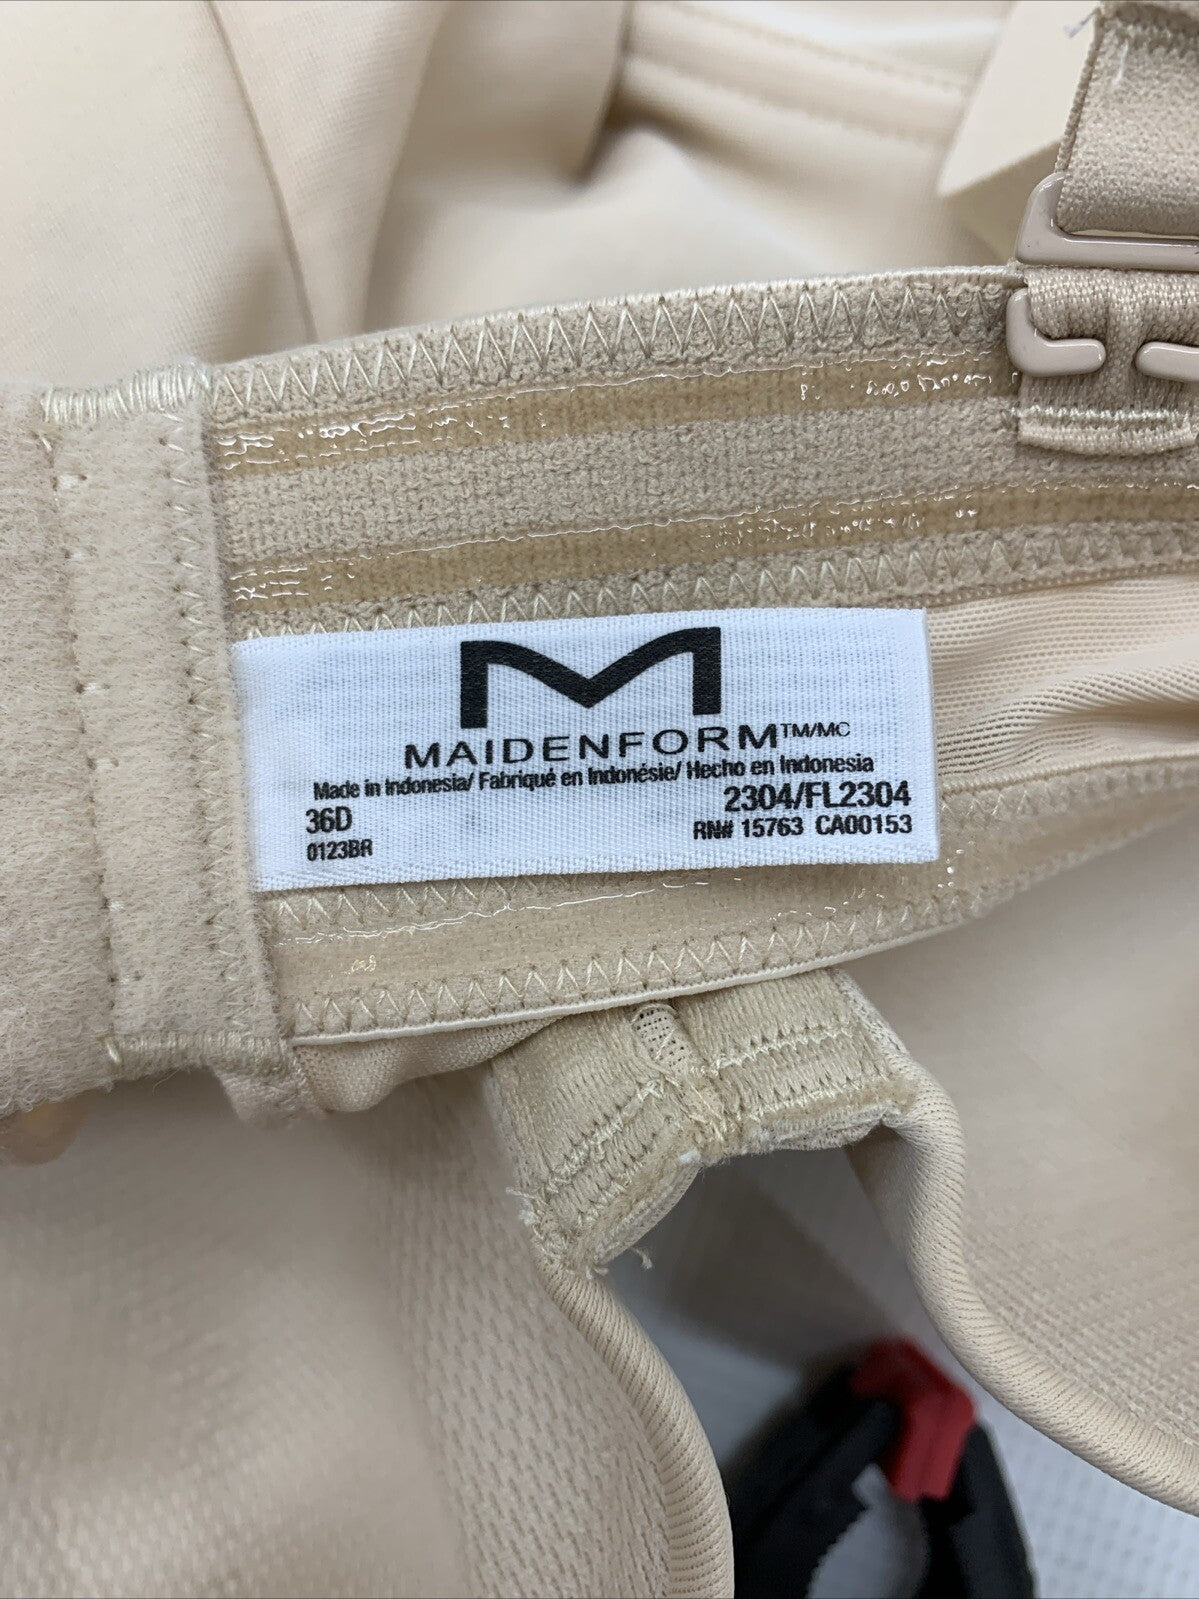 M
MAIDENFORM™/MC
Made in Indonesia/ Fabriqué en Indonésie/ Hecho en Indonesia
36D 2304/FL2304
0123BR RN# 15763 CA00153